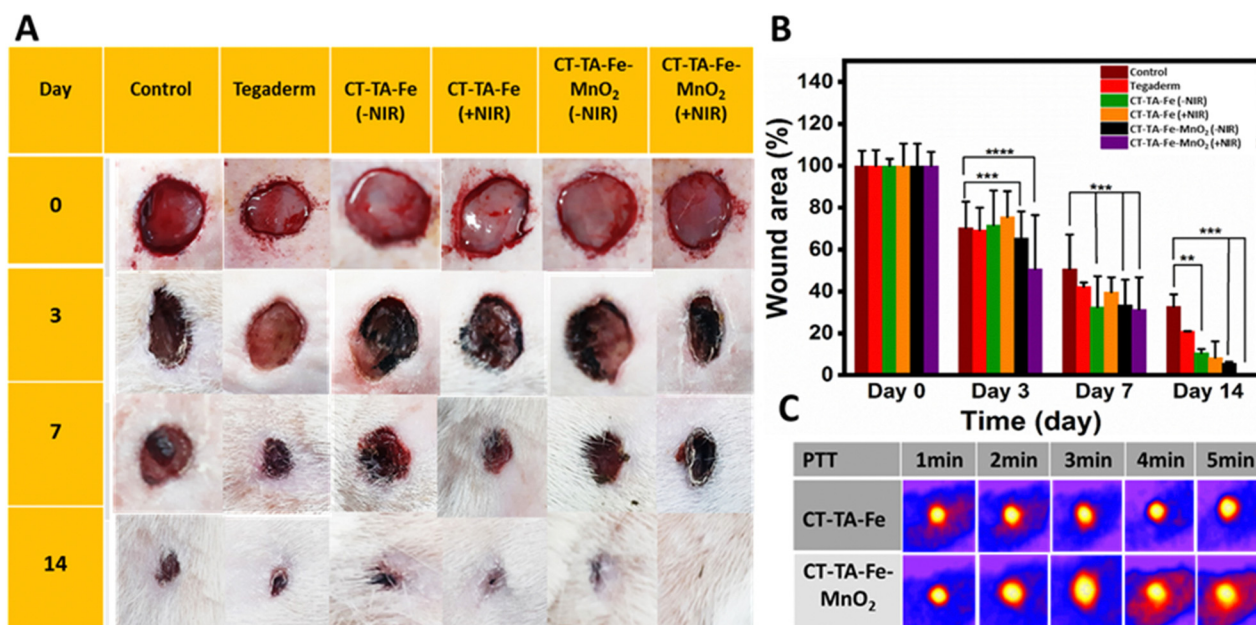 A
Day
Control
Tegaderm
CT-TA-Fe
(-NIR)
CT-TA-Fe
(+NIR)
CT-TA-Fe-
MnO₂
(-NIR)
CT-TA-Fe-
MnO₂
(+NIR)
0
3
7
14
B
Wound area (%)
140
120
100
80
60
40
20
0
Control
Tegaderm
CT-TA-Fe (-NIR)
CT-TA-Fe (+NIR)
CT-TA-Fe-MnO₂ (-NIR)
CT-TA-Fe-MnO₂ (+NIR)
****
***
***
***
**
Day 0 Day 3 Day 7 Day 14
Time (day)
C
PTT 1min 2min 3min 4min 5min
CT-TA-Fe
CT-TA-Fe-
MnO₂